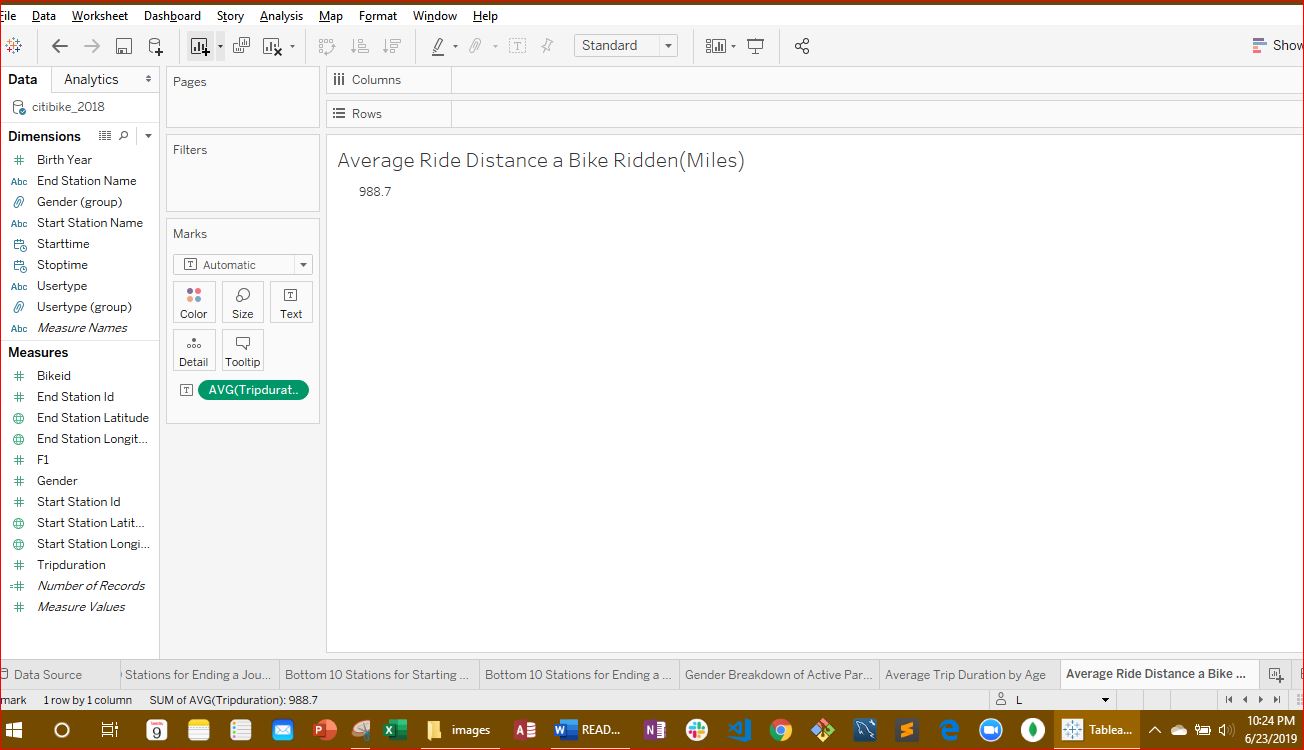 File Data Worksheet Dashboard Story Analysis Map Format Window Help
Standard
Show
Data Analytics
citibike_2018
Dimensions
Birth Year
Abc End Station Name
Gender (group)
Abc Start Station Name
Starttime
Stoptime
Abc Usertype
Usertype (group)
Abc Measure Names
Measures
Bikeid
End Station Id
End Station Latitude
End Station Longit...
F1
Gender
Start Station Id
Start Station Latit...
Start Station Longi...
Tripduration
Number of Records
Measure Values
Pages
Filters
Marks
Automatic
Color Size Text
Detail Tooltip
AVG(Tripdurat..
Columns
Rows
Average Ride Distance a Bike Ridden(Miles)
988.7
Data Source Stations for Ending a Jou... Bottom 10 Stations for Starting ... Bottom 10 Stations for Ending a ... Gender Breakdown of Active Par... Average Trip Duration by Age Average Ride Distance a Bike ...
mark 1 row by 1 column SUM of AVG(Tripduration): 988.7 L
9 images READ... Tablea... 10:24 PM
6/23/2019